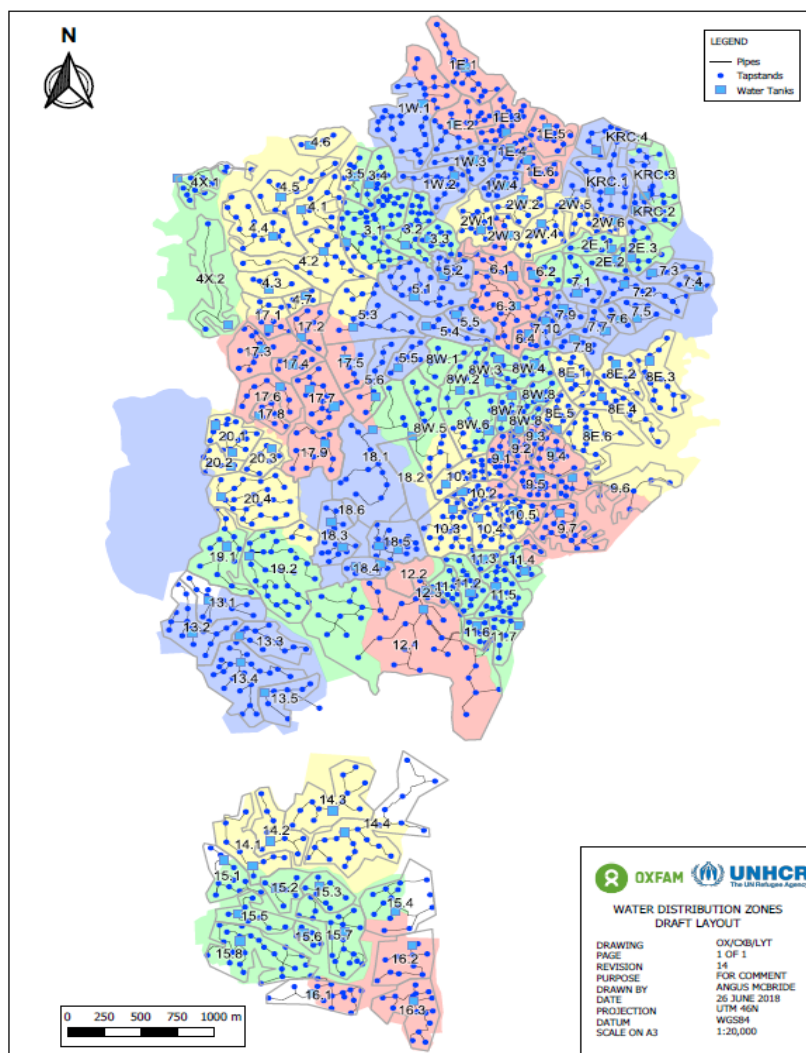 N
LEGEND
Pipes
Tapstands
Water Tanks
1E.1
1W.1
1E.2
1E.3
1E.5
1E.4
1E.6
KRC.4
4.6
3.5
3.4
1W.3
1W.2
1W.4
KRC.1
KRC.3
KRC.2
4X.1
4.5
4.1
4.4
3.1
3.2
3.3
2W.1
2W.2
2W.3
2W.4
2W.5
2W.6
2E.1
2E.2
2E.3
4.2
4X.2
4.3
4.7
5.2
5.1
6.1
6.2
6.3
7.1
7.2
7.3
7.4
5.3
5.4
5.5
6.4
7.10
7.9
7.7
7.6
7.5
7.8
17.1
17.2
17.3
17.4
17.5
5.5
5.6
8W.1
8W.2
8W.3
8W.4
8E.1
8E.2
8E.3
17.6
17.7
17.8
8W.5
8W.6
8W.7
8W.8
8W.8
8E.5
8E.4
8E.6
20.1
20.2
20.3
17.9
18.1
18.2
9.3
9.2
9.1
9.4
9.5
9.6
20.4
18.6
10.1
10.2
10.3
10.4
10.5
9.7
18.3
18.5
18.4
19.1
19.2
12.2
12.3
11.2
11.3
11.4
11.5
13.1
13.2
13.3
12.1
11.6
11.7
13.4
13.5
14.3
14.2
14.4
14.1
15.1
15.2
15.3
15.4
15.5
15.6
15.7
15.8
16.2
16.1
16.3
0 250 500 750 1000 m
OXFAM
UNHCR
The UN Refugee Agency
WATER DISTRIBUTION ZONES
DRAFT LAYOUT
DRAWING OX/CXB/LYT
PAGE 1 OF 1
REVISION 14
PURPOSE FOR COMMENT
DRAWN BY ANGUS MCBRIDE
DATE 26 JUNE 2018
PROJECTION UTM 46N
DATUM WGS84
SCALE ON A3 1:20,000